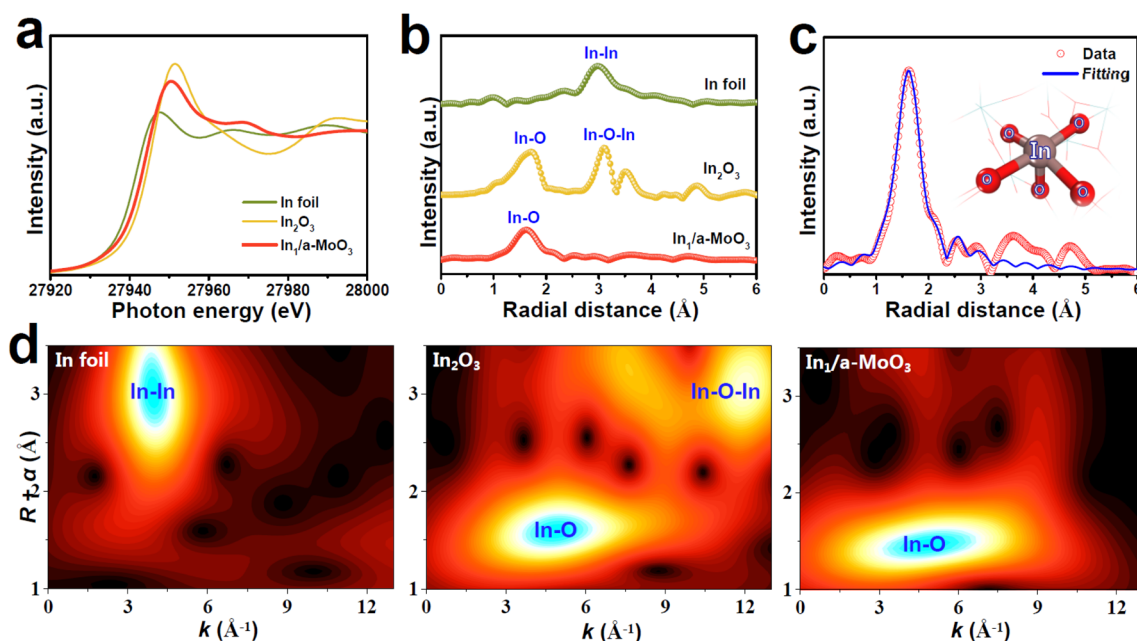 a
Intensity (a.u.)
In foil
In₂O₃
In₁/a-MoO₃
27920 27940 27960 27980 28000
Photon energy (eV)
b
Intensity (a.u.)
In-In
In foil
In-O
In-O-In
In₂O₃
In-O
In₁/a-MoO₃
0 1 2 3 4 5 6
Radial distance (Å)
c
Intensity (a.u.)
Data
Fitting
O
O
In
O
O
O
0 1 2 3 4 5 6
Radial distance (Å)
d
R + α (Å)
In foil
In-In
3
2
1
0 3 6 9 12
k (Å⁻¹)
In₂O₃
In-O-In
In-O
3
2
1
0 3 6 9 12
k (Å⁻¹)
In₁/a-MoO₃
In-O
3
2
1
0 3 6 9 12
k (Å⁻¹)